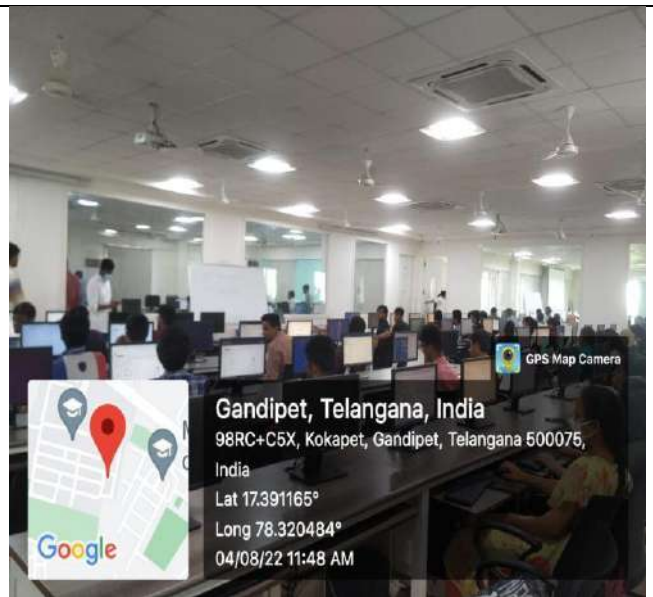 GPS Map Camera
Gandipet, Telangana, India
98RC+C5X, Kokapet, Gandipet, Telangana 500075,
India
Lat 17.391165°
Long 78.320484°
04/08/22 11:48 AM
Google